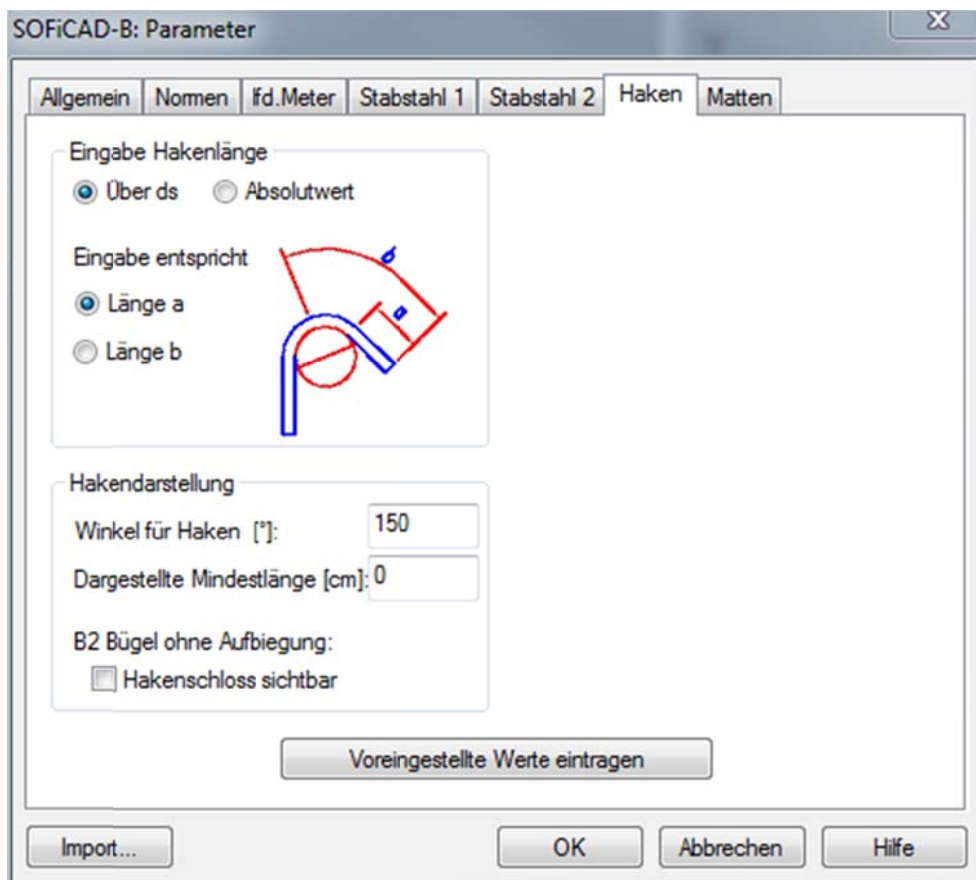 SOFiCAD-B: Parameter
Allgemein Normen lfd.Meter Stabstahl 1 Stabstahl 2 Haken Matten
Eingabe Hakenlänge
Über ds Absolutwert
Eingabe entspricht
Länge a
Länge b
b
a
Hakendarstellung
Winkel für Haken [°]: 150
Dargestellte Mindestlänge [cm]: 0
B2 Bügel ohne Aufbiegung:
Hakenschloss sichtbar
Voreingestellte Werte eintragen
Import... OK Abbrechen Hilfe